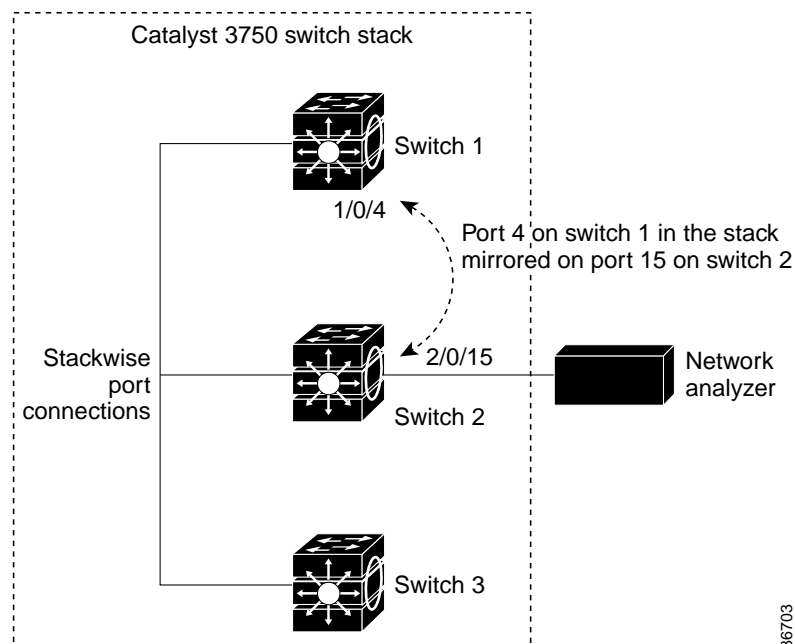 Catalyst 3750 switch stack
Switch 1
1/0/4
Port 4 on switch 1 in the stack
mirrored on port 15 on switch 2
2/0/15
Stackwise
port
connections
Switch 2
Network
analyzer
Switch 3